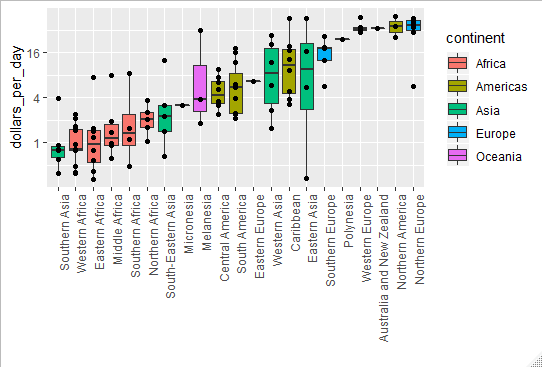 dollars_per_day
16
4
1
Southern Asia
Western Africa
Eastern Africa
Middle Africa
Southern Africa
Northern Africa
South-Eastern Asia
Micronesia
Melanesia
Central America
South America
Eastern Europe
Western Asia
Caribbean
Eastern Asia
Southern Europe
Polynesia
Western Europe
Australia and New Zealand
Northern America
Northern Europe
continent
Africa
Americas
Asia
Europe
Oceania